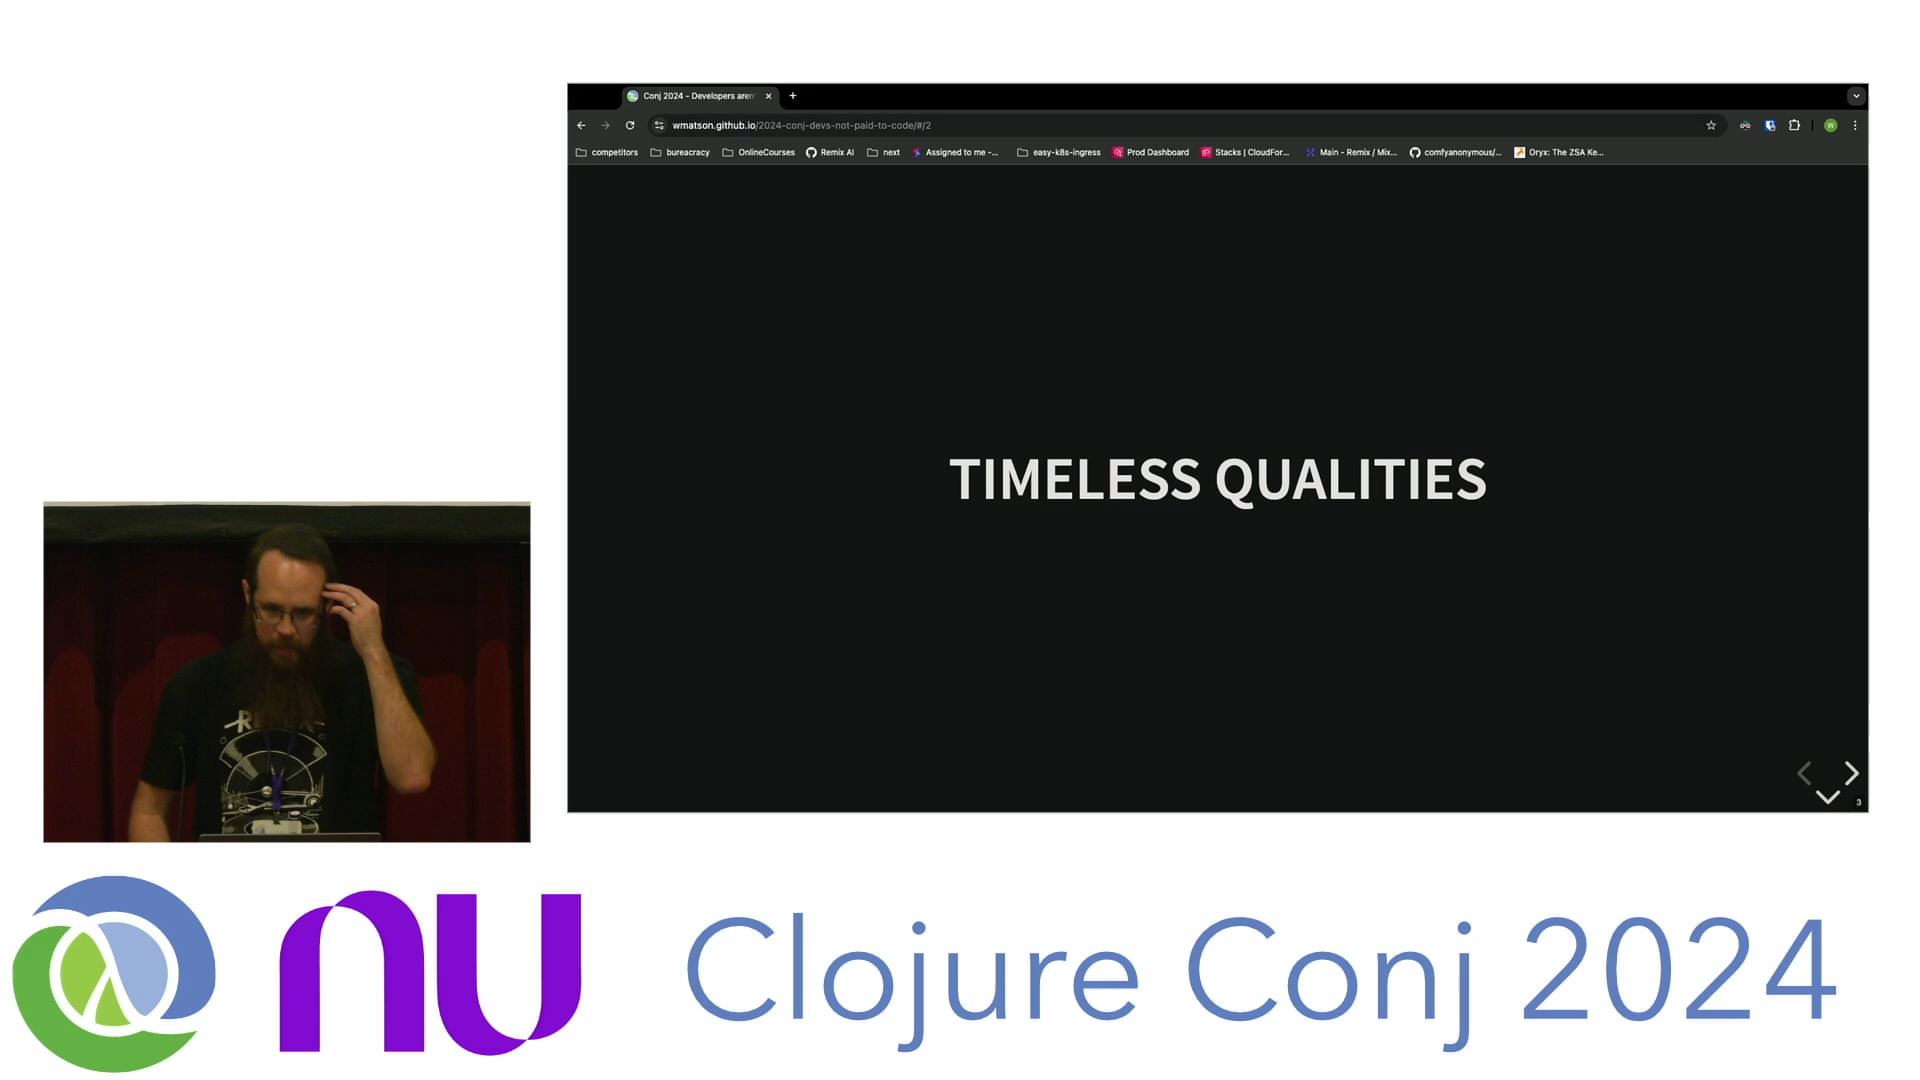 Conj 2024 - Developers aren'
wmatson.github.io/2024-conj-devs-not-paid-to-code/#/2
competitors
bureacracy
OnlineCourses
Remix AI
next
Assigned to me -...
easy-k8s-ingress
Prod Dashboard
Stacks | CloudFor...
Main - Remix / Mix...
comfyanonymous/...
Oryx: The ZSA Ke...
TIMELESS QUALITIES
3
nu
Clojure Conj 2024